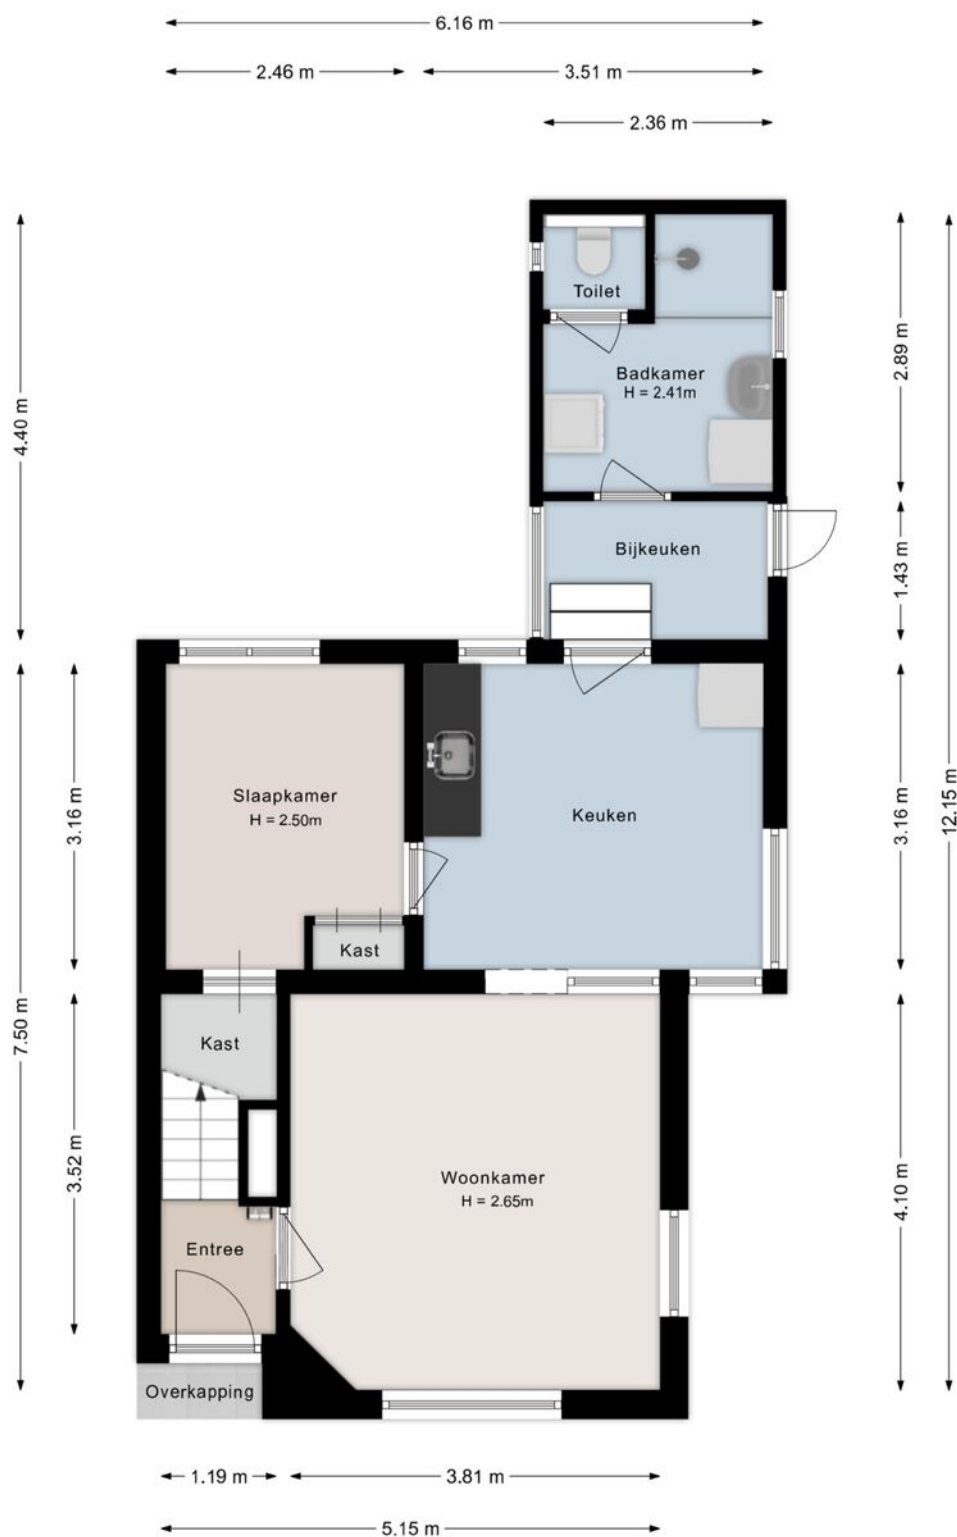 6.16 m
2.46 m
3.51 m
2.36 m
4.40 m
2.89 m
1.43 m
12.15 m
7.50 m
3.16 m
3.16 m
3.52 m
4.10 m
Toilet
Badkamer
H = 2.41m
Bijkeuken
Slaapkamer
H = 2.50m
Keuken
Kast
Kast
Woonkamer
H = 2.65m
Entree
Overkapping
1.19 m
3.81 m
5.15 m